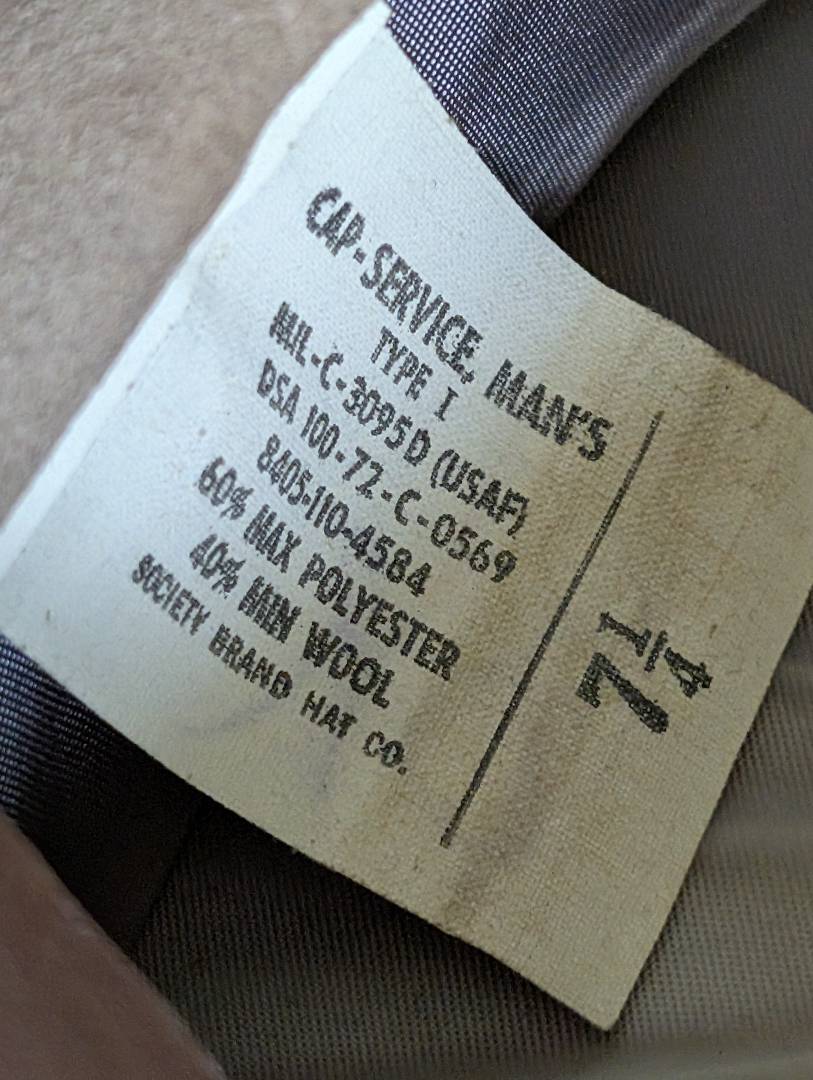 CAP-SERVICE, MAN'S
TYPE I
MIL-C-3095D (USAF)
DSA 100-72-C-0569
8405-110-4584
60% MAX POLYESTER
40% MIN WOOL
SOCIETY BRAND HAT CO.
7 1/4